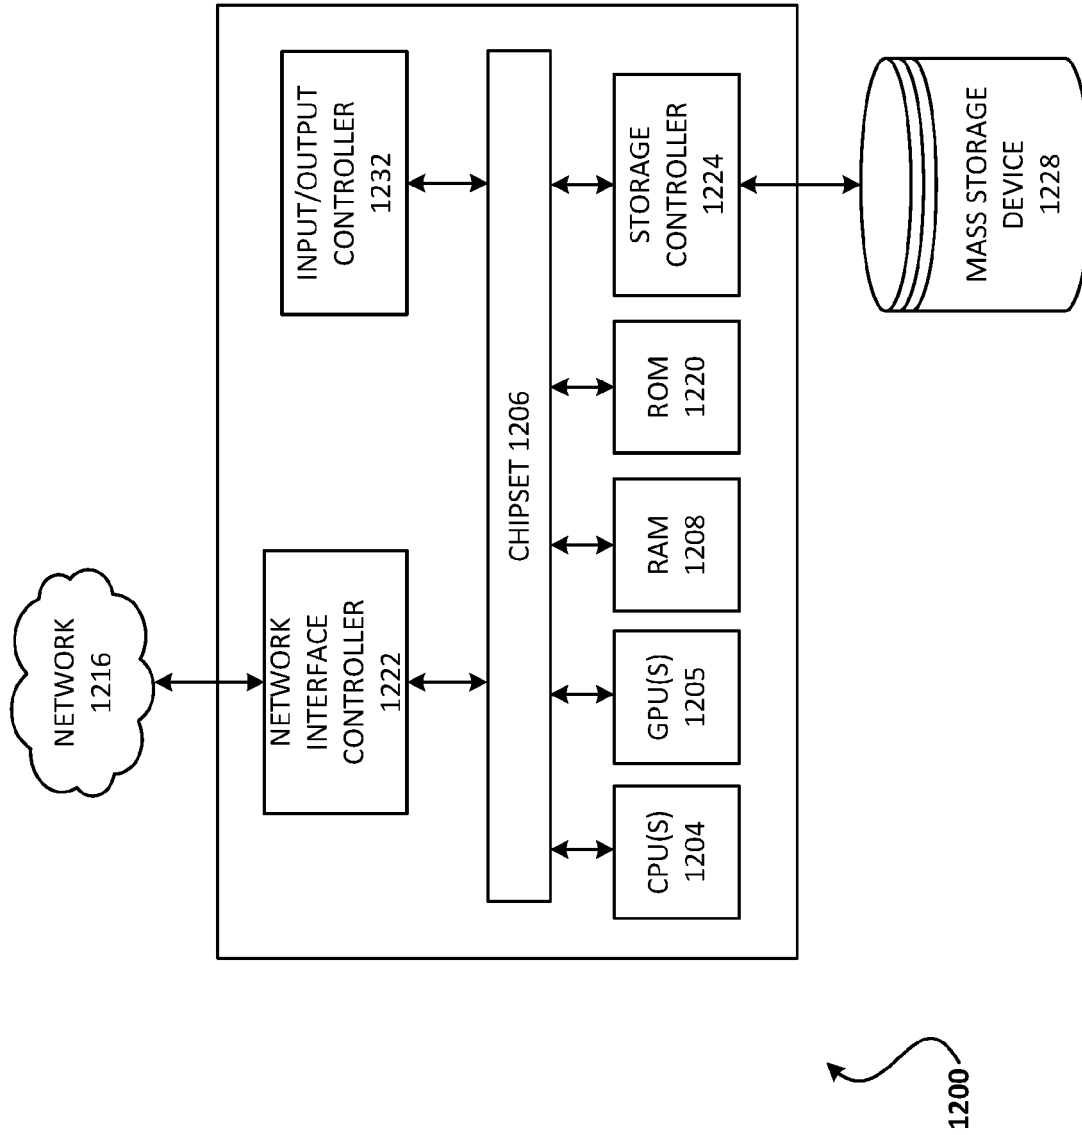 NETWORK
1216
NETWORK
INTERFACE
CONTROLLER
1222
INPUT/OUTPUT
CONTROLLER
1232
CHIPSET 1206
CPU(S)
1204
GPU(S)
1205
RAM
1208
ROM
1220
STORAGE
CONTROLLER
1224
MASS STORAGE
DEVICE
1228
1200